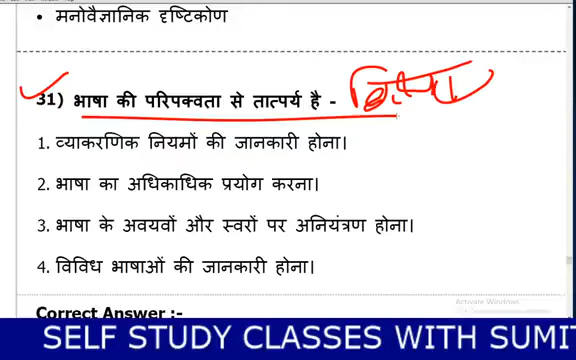 • मनोवैज्ञानिक दृष्टिकोण
31) भाषा की परिपक्वता से तात्पर्य है -
1. व्याकरणिक नियमों की जानकारी होना।
2. भाषा का अधिकाधिक प्रयोग करना।
3. भाषा के अवयवों और स्वरों पर अनियंत्रण होना।
4. विविध भाषाओं की जानकारी होना।
Activate Windows
Correct Answer :-
SELF STUDY CLASSES WITH SUMIT